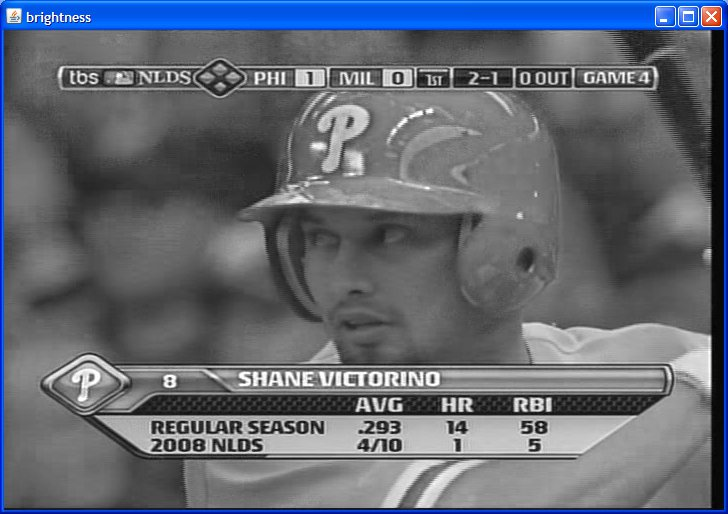 brightness
tbs NLDS PHI 1 MIL 0 1ST 2-1 0 OUT GAME 4
P
P 8 SHANE VICTORINO
AVG HR RBI
REGULAR SEASON .293 14 58
2008 NLDS 4/10 1 5